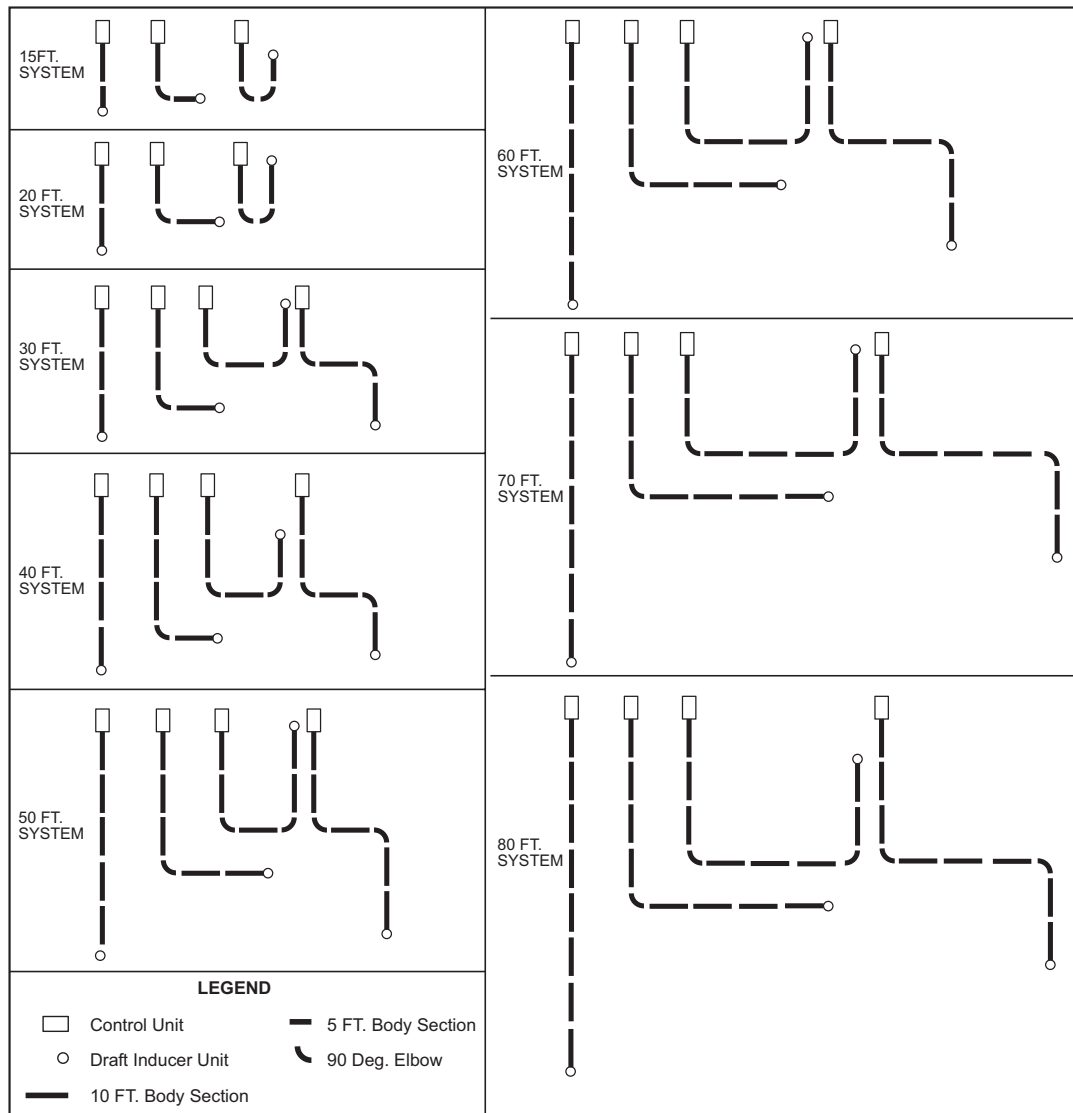 15FT.
SYSTEM
20 FT.
SYSTEM
30 FT.
SYSTEM
40 FT.
SYSTEM
50 FT.
SYSTEM
60 FT.
SYSTEM
70 FT.
SYSTEM
80 FT.
SYSTEM
LEGEND
Control Unit
5 FT. Body Section
Draft Inducer Unit
90 Deg. Elbow
10 FT. Body Section